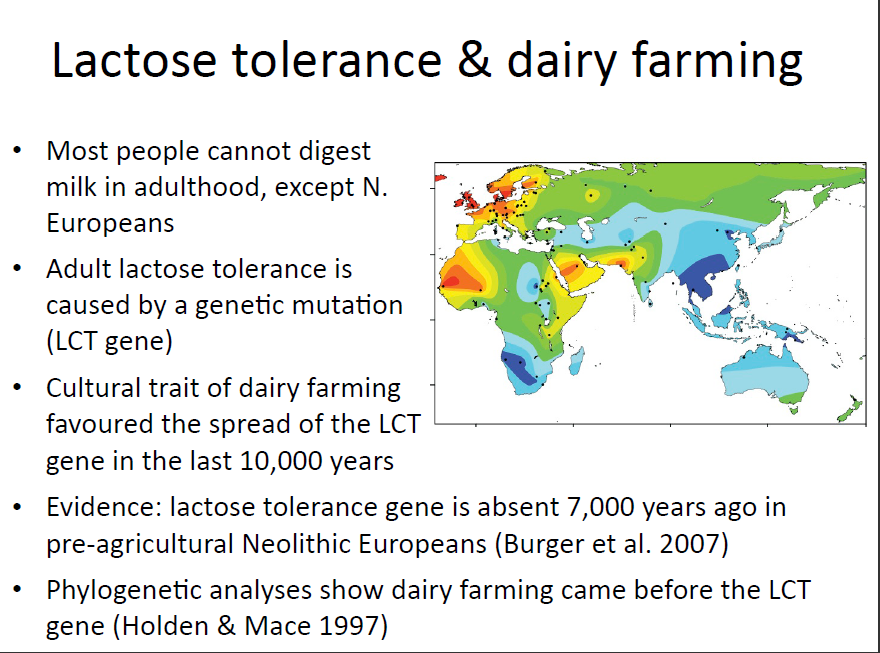 Lactose tolerance & dairy farming
• Most people cannot digest
milk in adulthood, except N.
Europeans
• Adult lactose tolerance is
caused by a genetic mutation
(LCT gene)
• Cultural trait of dairy farming
favoured the spread of the LCT
gene in the last 10,000 years
• Evidence: lactose tolerance gene is absent 7,000 years ago in
pre-agricultural Neolithic Europeans (Burger et al. 2007)
• Phylogenetic analyses show dairy farming came before the LCT
gene (Holden & Mace 1997)